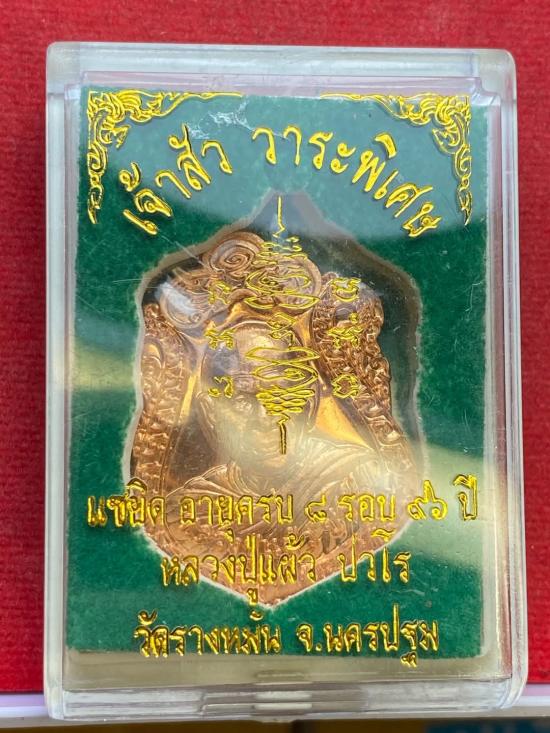 เจ้าสัว วาระพิเศษ
แซยิด อายุครบ ๘ รอบ ๙๖ ปี
หลวงปู่แผ้ว ปวโร
วัดรางหมัน จ.นครปฐม